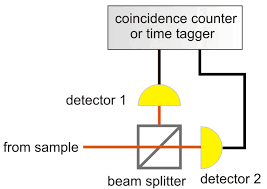 coincidence counter
or time tagger
detector 1
from sample
beam splitter
detector 2